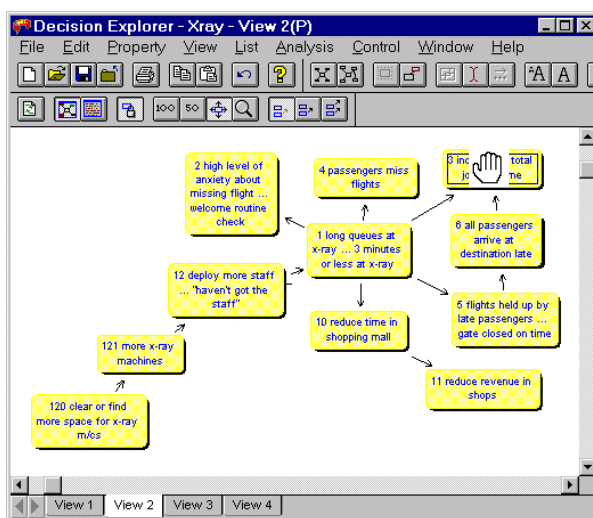 Decision Explorer - Xray - View 2(P)
File Edit Property View List Analysis Control Window Help
A A
100 50
2 high level of
anxiety about
missing flight ...
welcome routine
check
4 passengers miss
flights
3 total
1 long queues at
x-ray ... 3 minutes
or less at x-ray
6 all passengers
arrive at
destination late
12 deploy more staff
... "haven't got the
staff"
5 flights held up by
late passengers ...
gate closed on time
10 reduce time in
shopping mall
121 more x-ray
machines
11 reduce revenue in
shops
120 clear or find
more space for x-ray
m/cs
View 1 View 2 View 3 View 4